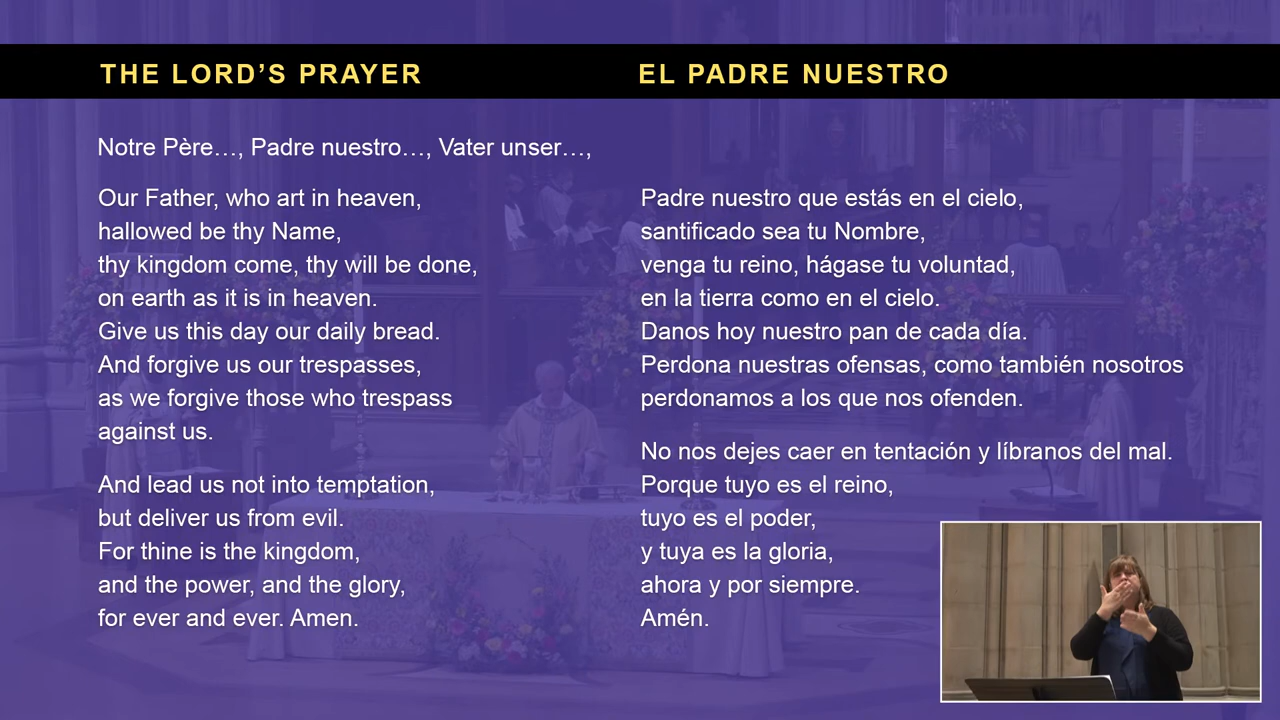 THE LORD’S PRAYER
Notre Père…, Padre nuestro…, Vater unser…,
Our Father, who art in heaven,
hallowed be thy Name,
thy kingdom come, thy will be done,
on earth as it is in heaven.
Give us this day our daily bread.
And forgive us our trespasses,
as we forgive those who trespass
against us.
And lead us not into temptation,
but deliver us from evil.
For thine is the kingdom,
and the power, and the glory,
for ever and ever. Amen.
EL PADRE NUESTRO
Padre nuestro que estás en el cielo,
santificado sea tu Nombre,
venga tu reino, hágase tu voluntad,
en la tierra como en el cielo.
Danos hoy nuestro pan de cada día.
Perdona nuestras ofensas, como también nosotros
perdonamos a los que nos ofenden.
No nos dejes caer en tentación y líbranos del mal.
Porque tuyo es el reino,
tuyo es el poder,
y tuya es la gloria,
ahora y por siempre.
Amén.